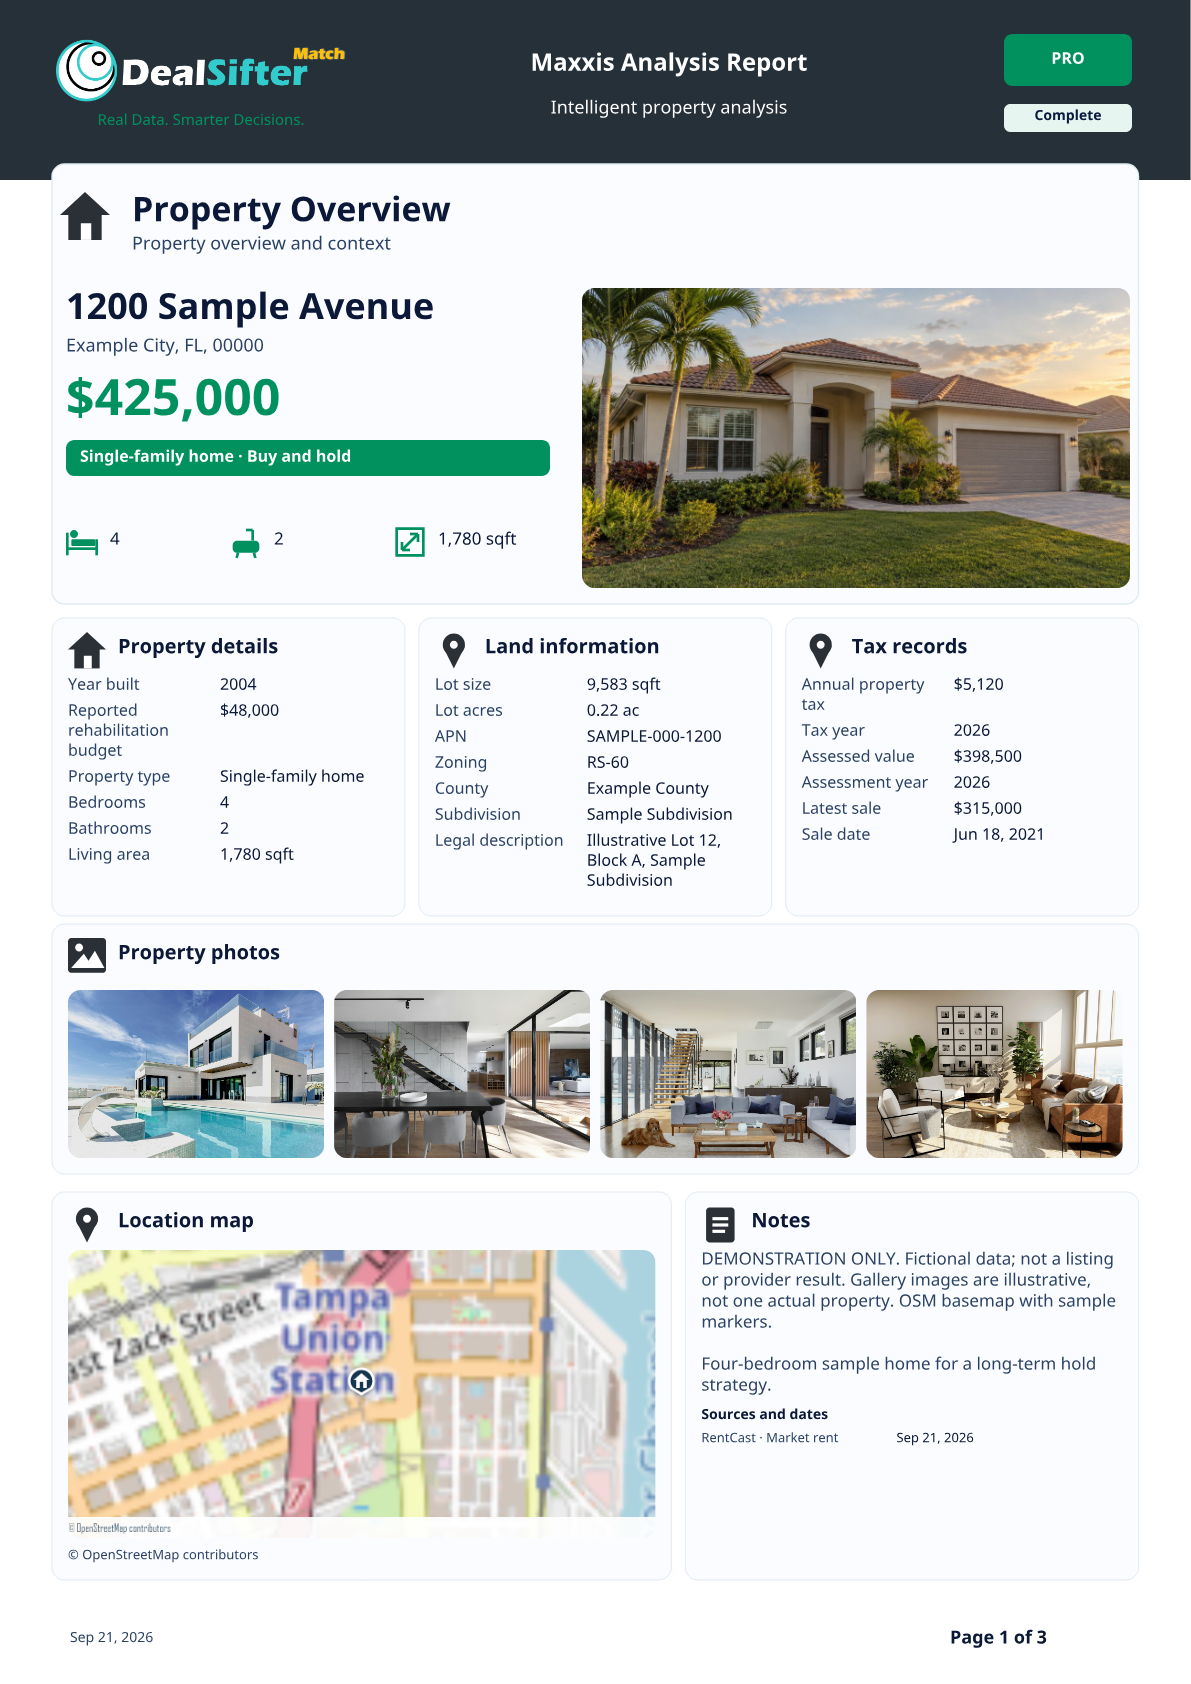 DealSifter Match
Real Data. Smarter Decisions.
Maxxis Analysis Report
Intelligent property analysis
PRO
Complete
Property Overview
Property overview and context
1200 Sample Avenue
Example City, FL, 00000
$425,000
Single-family home · Buy and hold
4
2
1,780 sqft
Property details
Year built 2004
Reported $48,000
rehabilitation
budget
Property type Single-family home
Bedrooms 4
Bathrooms 2
Living area 1,780 sqft
Land information
Lot size 9,583 sqft
Lot acres 0.22 ac
APN SAMPLE-000-1200
Zoning RS-60
County Example County
Subdivision Sample Subdivision
Legal description Illustrative Lot 12,
Block A, Sample
Subdivision
Tax records
Annual property $5,120
tax
Tax year 2026
Assessed value $398,500
Assessment year 2026
Latest sale $315,000
Sale date Jun 18, 2021
Property photos
Location map
ast Zack Street
Tampa
Union
Station
7
© OpenStreetMap contributors
© OpenStreetMap contributors
Notes
DEMONSTRATION ONLY. Fictional data; not a listing
or provider result. Gallery images are illustrative,
not one actual property. OSM basemap with sample
markers.
Four-bedroom sample home for a long-term hold
strategy.
Sources and dates
RentCast · Market rent Sep 21, 2026
Sep 21, 2026
Page 1 of 3